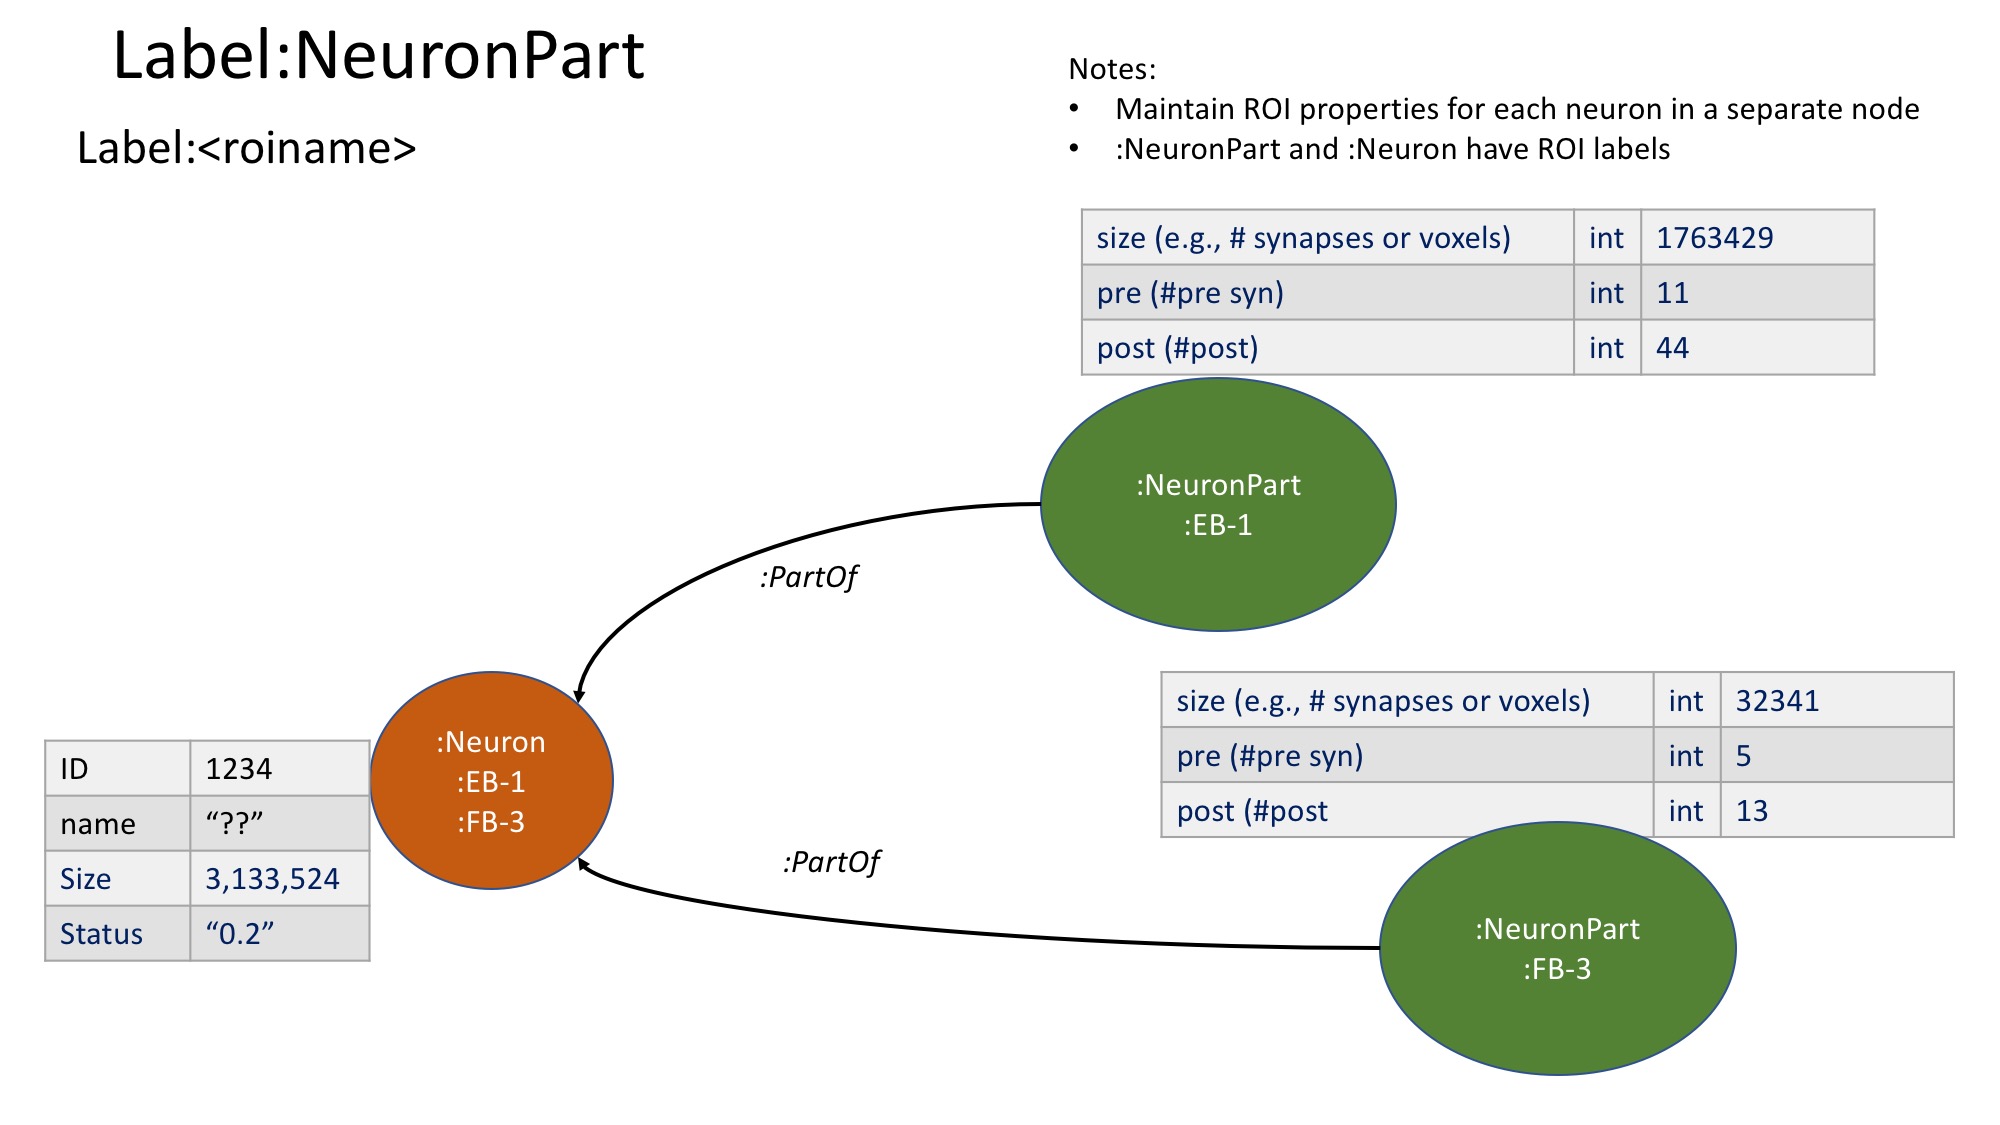 Label:NeuronPart
Label:<roiname>
Notes:
• Maintain ROI properties for each neuron in a separate node
• :NeuronPart and :Neuron have ROI labels
size (e.g., # synapses or voxels) int 1763429
pre (#pre syn) int 11
post (#post) int 44
:NeuronPart
:EB-1
:PartOf
size (e.g., # synapses or voxels) int 32341
pre (#pre syn) int 5
post (#post int 13
:Neuron
:EB-1
:FB-3
ID 1234
name “??”
Size 3,133,524
Status “0.2”
:PartOf
:NeuronPart
:FB-3